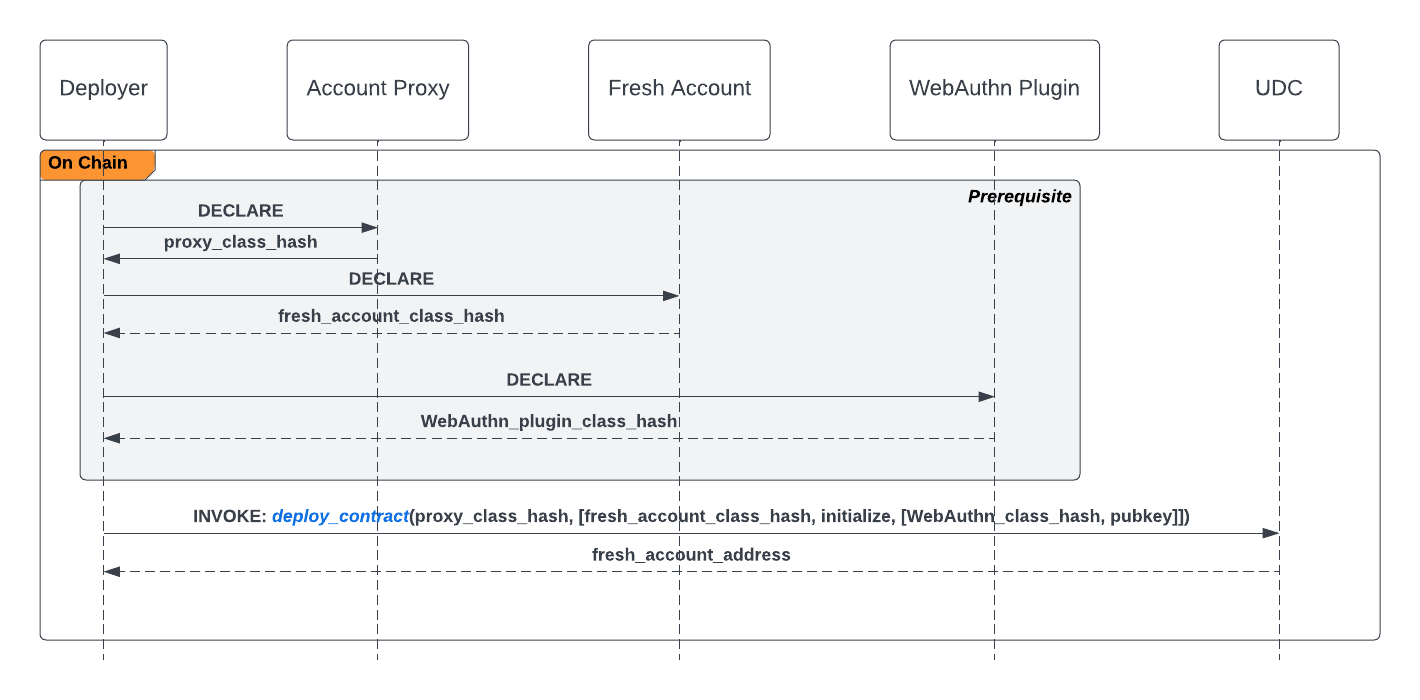 Deployer
Account Proxy
Fresh Account
WebAuthn Plugin
UDC
On Chain
Prerequisite
DECLARE
proxy_class_hash
DECLARE
fresh_account_class_hash
DECLARE
WebAuthn_plugin_class_hash
INVOKE: deploy_contract(proxy_class_hash, [fresh_account_class_hash, initialize, [WebAuthn_class_hash, pubkey]])
fresh_account_address